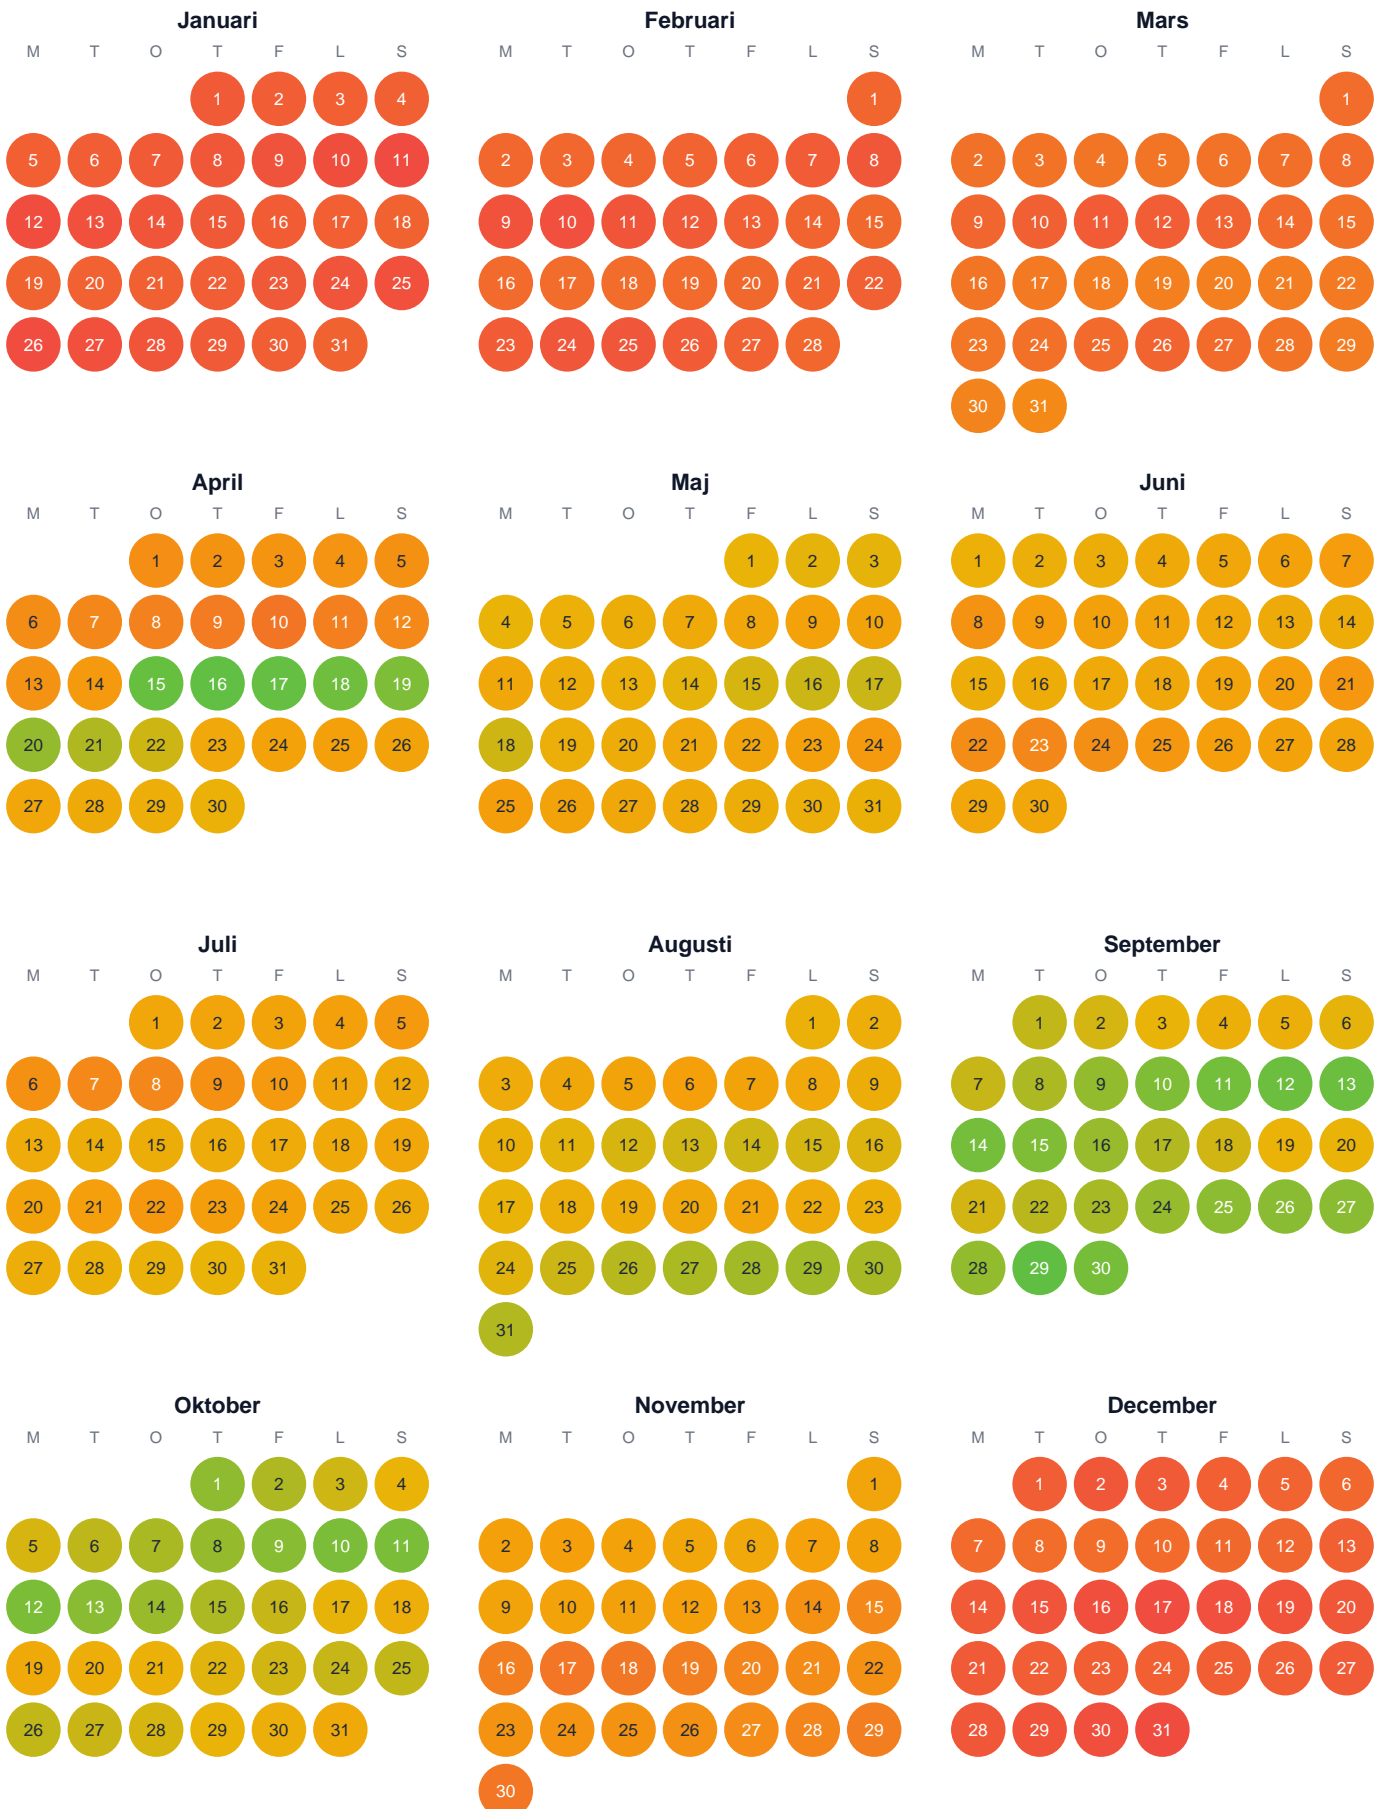 Januari
M T O T F L S
1 2 3 4
5 6 7 8 9 10 11
12 13 14 15 16 17 18
19 20 21 22 23 24 25
26 27 28 29 30 31
Februari
M T O T F L S
1
2 3 4 5 6 7 8
9 10 11 12 13 14 15
16 17 18 19 20 21 22
23 24 25 26 27 28
Mars
M T O T F L S
1
2 3 4 5 6 7 8
9 10 11 12 13 14 15
16 17 18 19 20 21 22
23 24 25 26 27 28 29
30 31
April
M T O T F L S
1 2 3 4 5
6 7 8 9 10 11 12
13 14 15 16 17 18 19
20 21 22 23 24 25 26
27 28 29 30
Maj
M T O T F L S
1 2 3
4 5 6 7 8 9 10
11 12 13 14 15 16 17
18 19 20 21 22 23 24
25 26 27 28 29 30 31
Juni
M T O T F L S
1 2 3 4 5 6 7
8 9 10 11 12 13 14
15 16 17 18 19 20 21
22 23 24 25 26 27 28
29 30
Juli
M T O T F L S
1 2 3 4 5
6 7 8 9 10 11 12
13 14 15 16 17 18 19
20 21 22 23 24 25 26
27 28 29 30 31
Augusti
M T O T F L S
1 2
3 4 5 6 7 8 9
10 11 12 13 14 15 16
17 18 19 20 21 22 23
24 25 26 27 28 29 30
31
September
M T O T F L S
1 2 3 4 5 6
7 8 9 10 11 12 13
14 15 16 17 18 19 20
21 22 23 24 25 26 27
28 29 30
Oktober
M T O T F L S
1 2 3 4
5 6 7 8 9 10 11
12 13 14 15 16 17 18
19 20 21 22 23 24 25
26 27 28 29 30 31
November
M T O T F L S
1
2 3 4 5 6 7 8
9 10 11 12 13 14 15
16 17 18 19 20 21 22
23 24 25 26 27 28 29
30
December
M T O T F L S
1 2 3 4 5 6
7 8 9 10 11 12 13
14 15 16 17 18 19 20
21 22 23 24 25 26 27
28 29 30 31